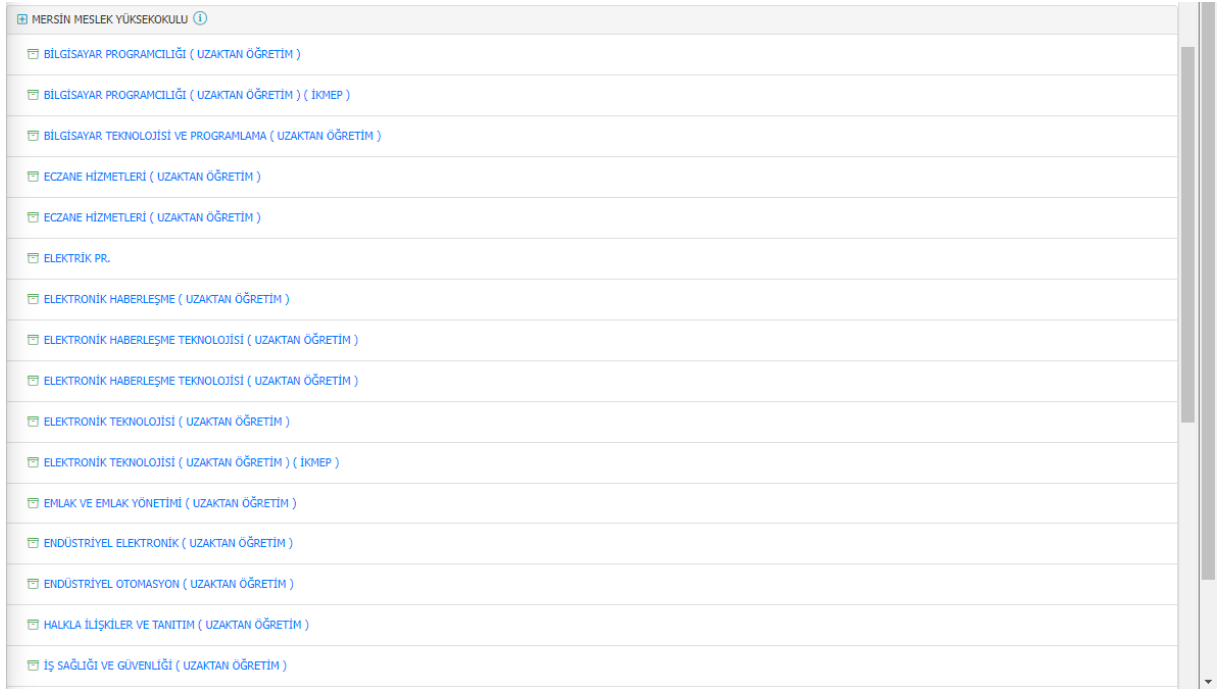 MERSİN MESLEK YÜKSEKOKULU
BİLGİSAYAR PROGRAMCILIĞI ( UZAKTAN ÖĞRETİM )
BİLGİSAYAR PROGRAMCILIĞI ( UZAKTAN ÖĞRETİM ) ( İKMEP )
BİLGİSAYAR TEKNOLOJİSİ VE PROGRAMLAMA ( UZAKTAN ÖĞRETİM )
ECZANE HİZMETLERİ ( UZAKTAN ÖĞRETİM )
ECZANE HİZMETLERİ ( UZAKTAN ÖĞRETİM )
ELEKTRİK PR.
ELEKTRONİK HABERLEŞME ( UZAKTAN ÖĞRETİM )
ELEKTRONİK HABERLEŞME TEKNOLOJİSİ ( UZAKTAN ÖĞRETİM )
ELEKTRONİK HABERLEŞME TEKNOLOJİSİ ( UZAKTAN ÖĞRETİM )
ELEKTRONİK TEKNOLOJİSİ ( UZAKTAN ÖĞRETİM )
ELEKTRONİK TEKNOLOJİSİ ( UZAKTAN ÖĞRETİM ) ( İKMEP )
EMLAK VE EMLAK YÖNETİMİ ( UZAKTAN ÖĞRETİM )
ENDÜSTRİYEL ELEKTRONİK ( UZAKTAN ÖĞRETİM )
ENDÜSTRİYEL OTOMASYON ( UZAKTAN ÖĞRETİM )
HALKLA İLİŞKİLER VE TANITIM ( UZAKTAN ÖĞRETİM )
İŞ SAĞLIĞI VE GÜVENLİĞİ ( UZAKTAN ÖĞRETİM )